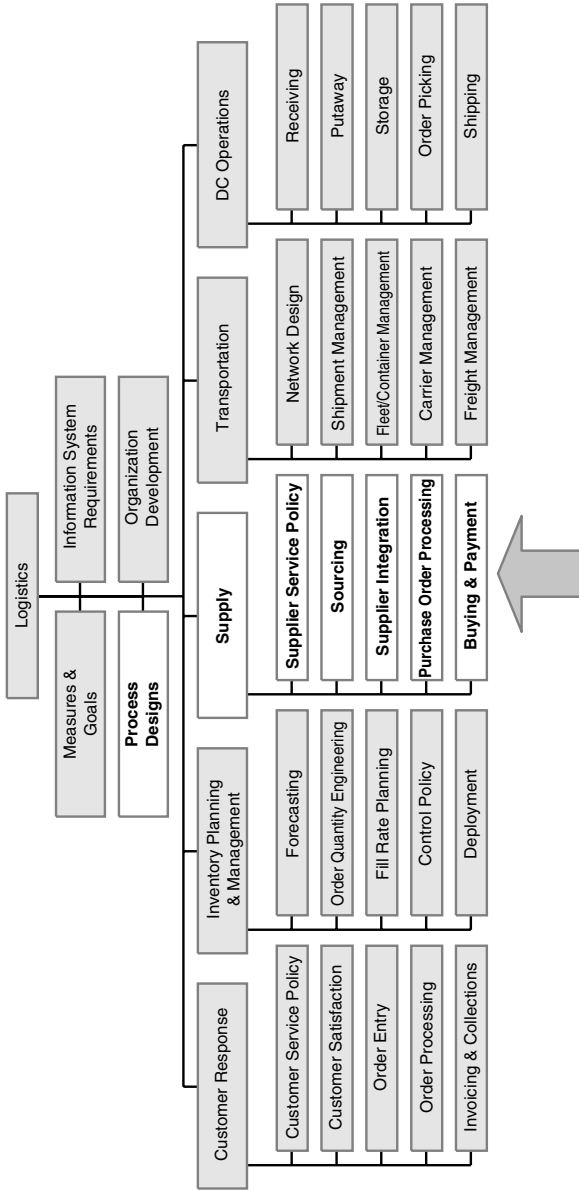 Logistics
Measures &
Goals
Information System
Requirements
Process
Designs
Organization
Development
Customer Response
Customer Service Policy
Customer Satisfaction
Order Entry
Order Processing
Invoicing & Collections
Inventory Planning
& Management
Forecasting
Order Quantity Engineering
Fill Rate Planning
Control Policy
Deployment
Supply
Supplier Service Policy
Sourcing
Supplier Integration
Purchase Order Processing
Buying & Payment
Transportation
Network Design
Shipment Management
Fleet/Container Management
Carrier Management
Freight Management
DC Operations
Receiving
Putaway
Storage
Order Picking
Shipping